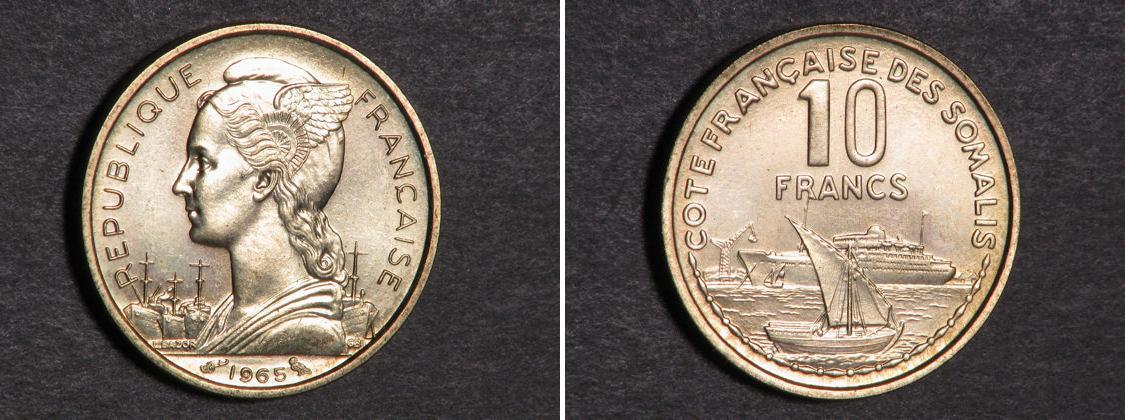 REPUBLIQUE FRANÇAISE
1965
COTE FRANÇAISE DES SOMALIS
10
FRANCS